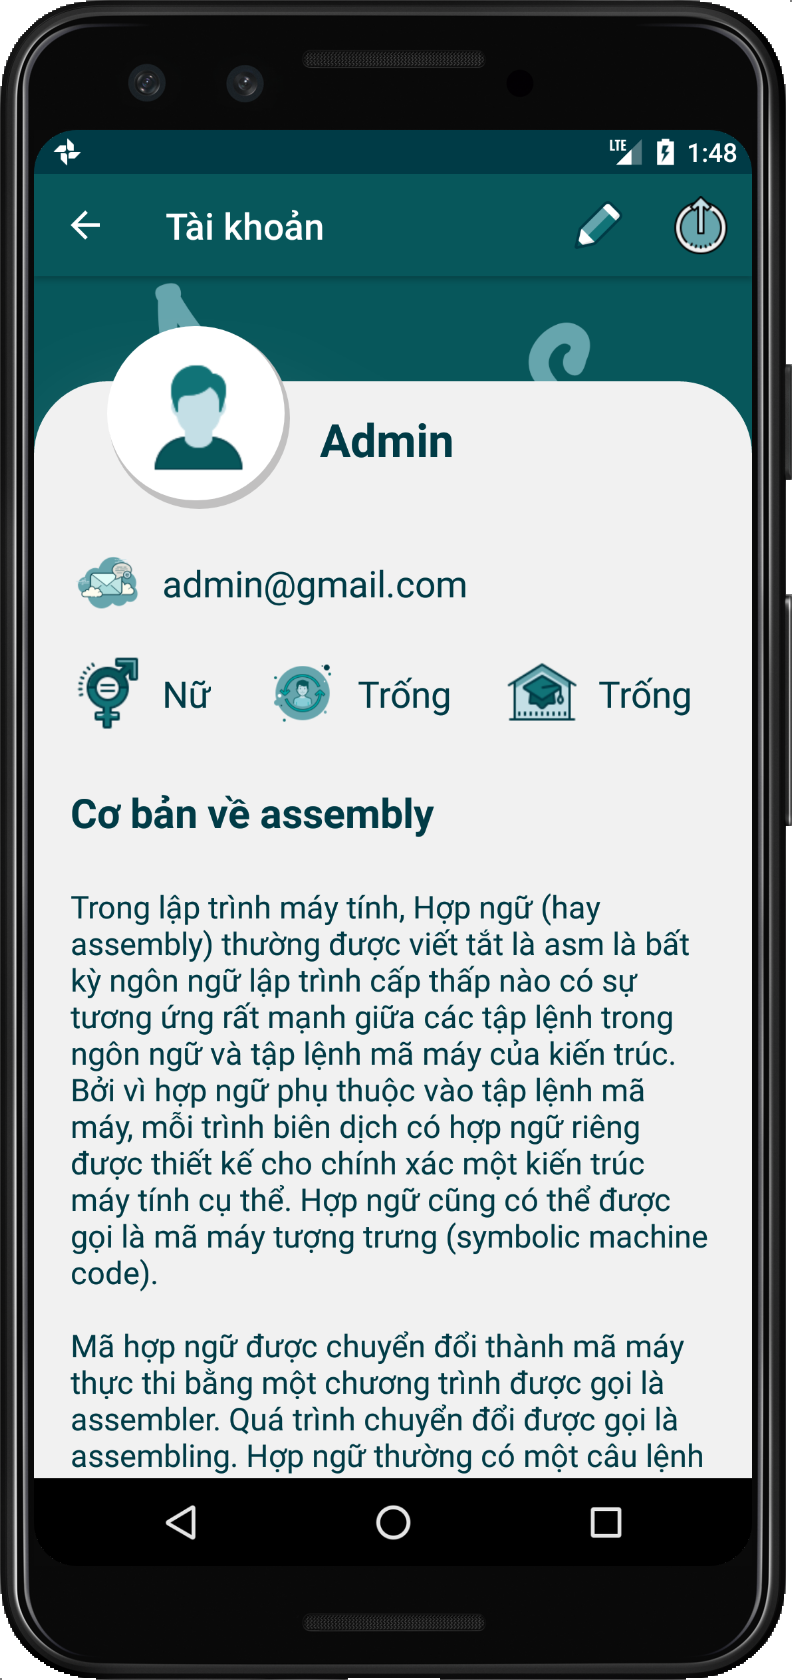 LTE 1:48
Tài khoản
Admin
admin@gmail.com
Nữ Trống Trống
Cơ bản về assembly
Trong lập trình máy tính, Hợp ngữ (hay
assembly) thường được viết tắt là asm là bất
kỳ ngôn ngữ lập trình cấp thấp nào có sự
tương ứng rất mạnh giữa các tập lệnh trong
ngôn ngữ và tập lệnh mã máy của kiến trúc.
Bởi vì hợp ngữ phụ thuộc vào tập lệnh mã
máy, mỗi trình biên dịch có hợp ngữ riêng
được thiết kế cho chính xác một kiến trúc
máy tính cụ thể. Hợp ngữ cũng có thể được
gọi là mã máy tượng trưng (symbolic machine
code).
Mã hợp ngữ được chuyển đổi thành mã máy
thực thi bằng một chương trình được gọi là
assembler. Quá trình chuyển đổi được gọi là
assembling. Hợp ngữ thường có một câu lệnh